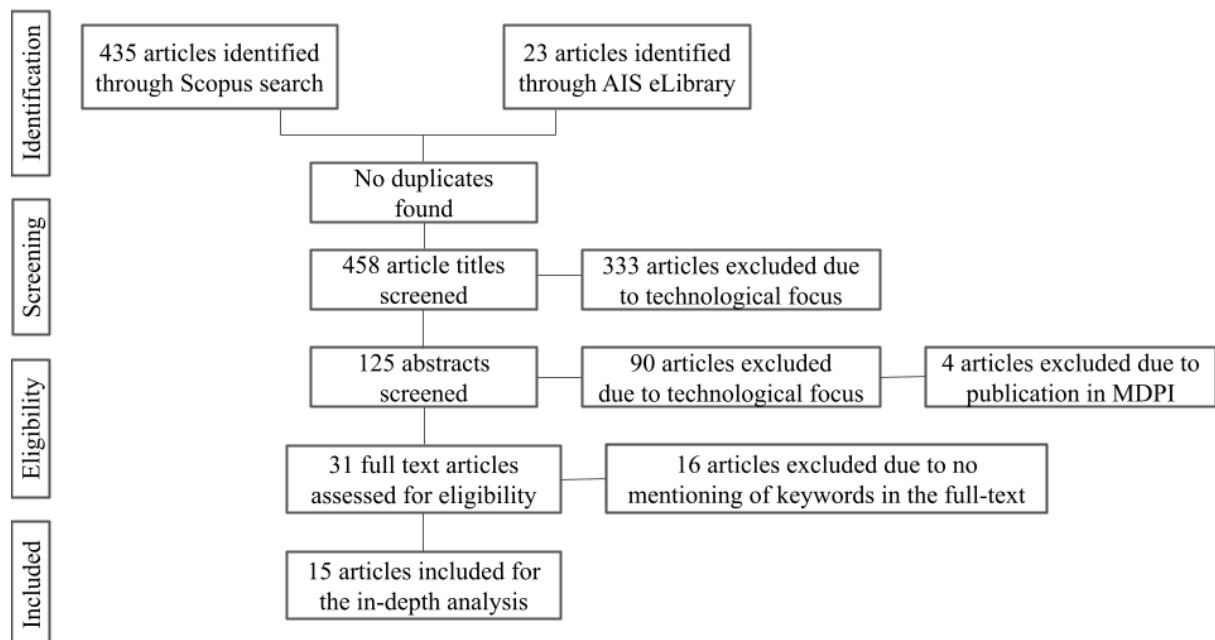 Identification
435 articles identified
through Scopus search
23 articles identified
through AIS eLibrary
No duplicates
found
Screening
458 article titles
screened
333 articles excluded due
to technological focus
Eligibility
125 abstracts
screened
90 articles excluded
due to technological focus
4 articles excluded due to
publication in MDPI
31 full text articles
assessed for eligibility
16 articles excluded due to no
mentioning of keywords in the full-text
Included
15 articles included for
the in-depth analysis